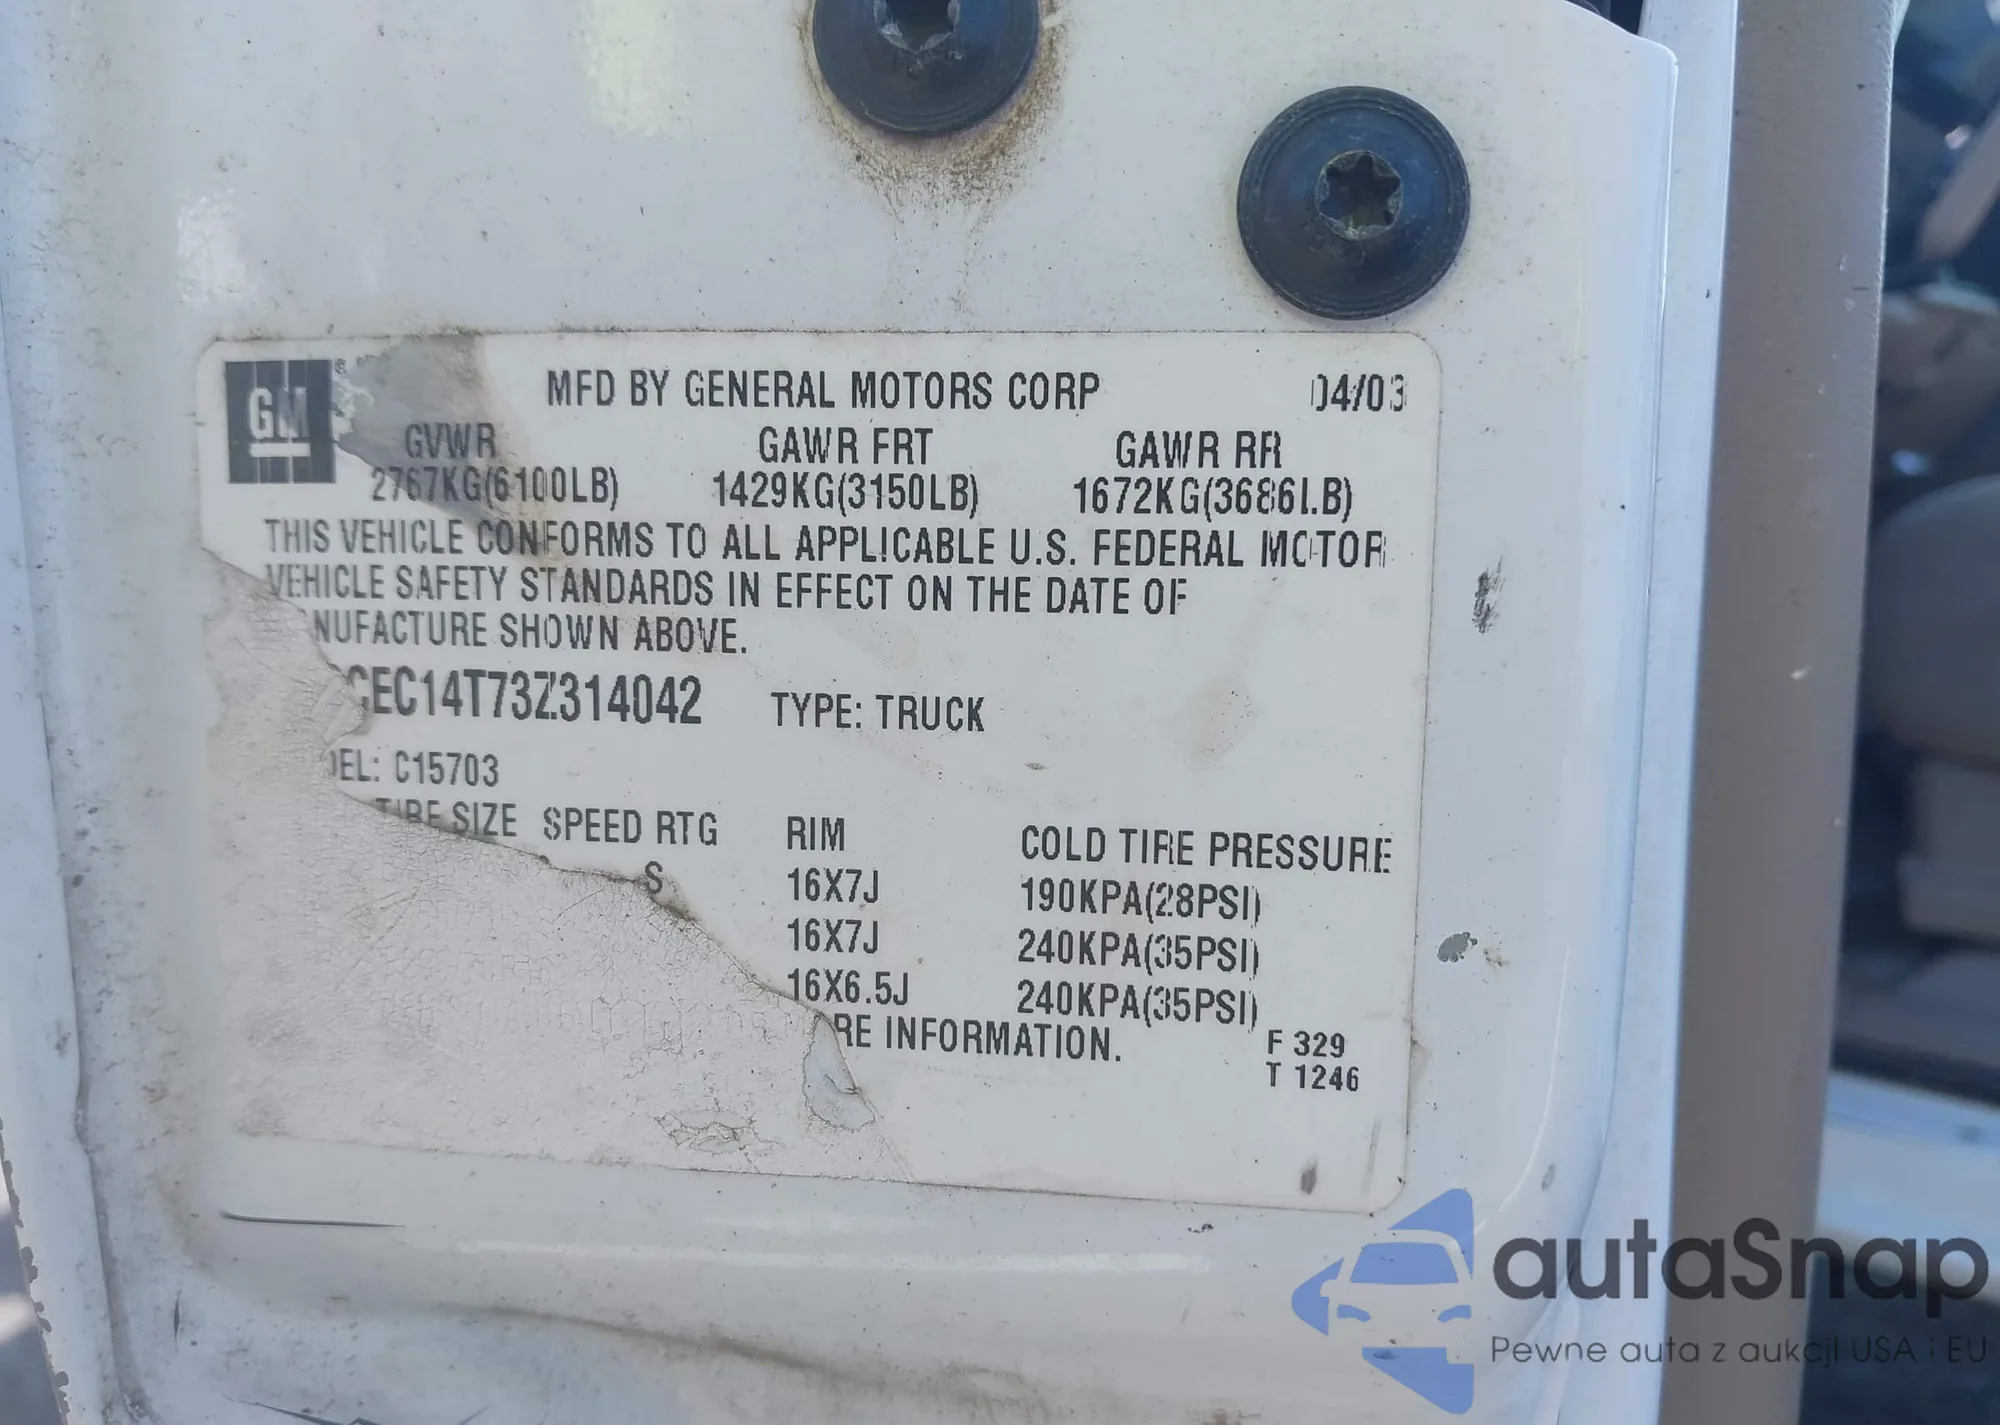 GM
MFD BY GENERAL MOTORS CORP 04/03
GVWR GAWR FRT GAWR RR
2767KG(6100LB) 1429KG(3150LB) 1672KG(3686LB)
THIS VEHICLE CONFORMS TO ALL APPLICABLE U.S. FEDERAL MOTOR
VEHICLE SAFETY STANDARDS IN EFFECT ON THE DATE OF
NUFACTURE SHOWN ABOVE.
CEC14T73Z314042 TYPE: TRUCK
DEL: C15703
TIRE SIZE SPEED RTG RIM COLD TIRE PRESSURE
S 16X7J 190KPA(28PSI)
16X7J 240KPA(35PSI)
16X6.5J 240KPA(35PSI)
RE INFORMATION.
F 329
T 1246
autaSnap
Pewne auta z aukcji USA i EU